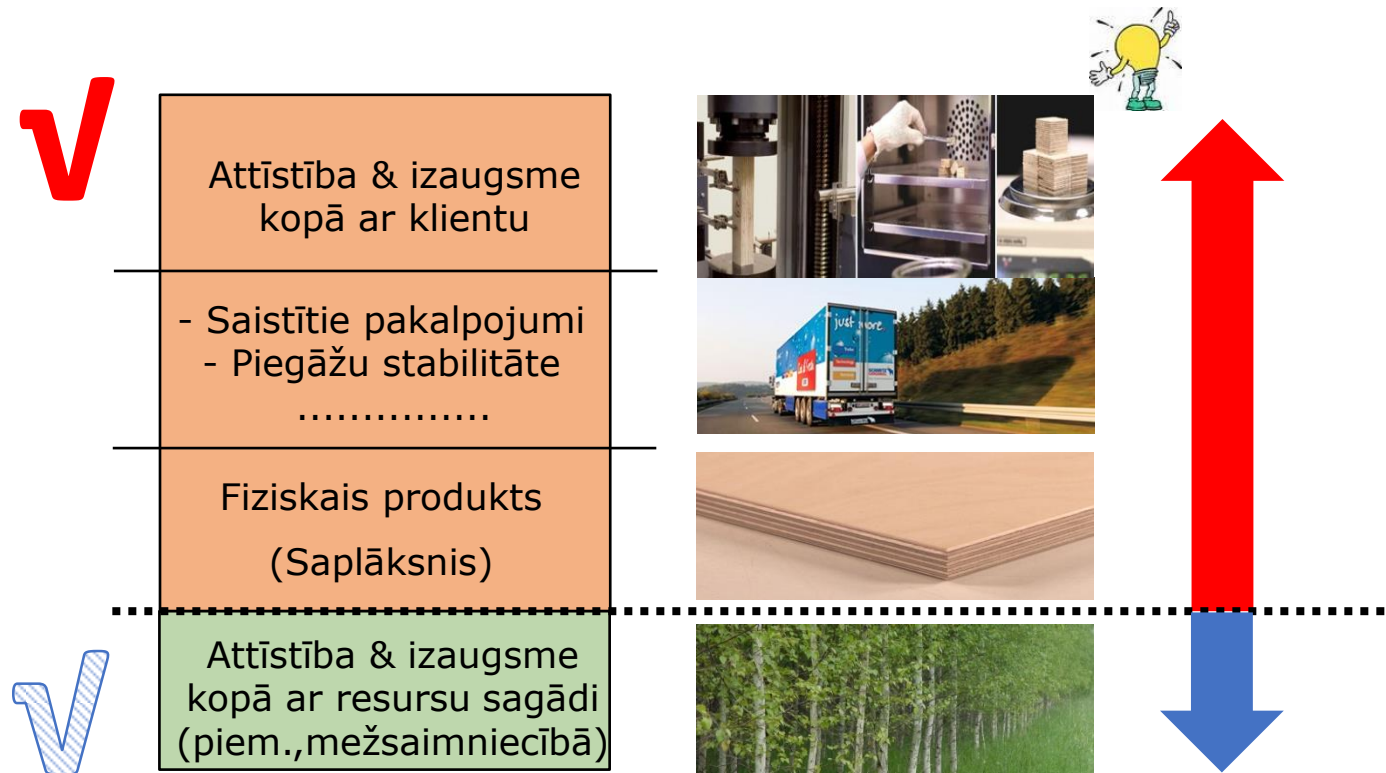 Attīstība & izaugsme
kopā ar klientu
- Saistītie pakalpojumi
- Piegāžu stabilitāte
...............
just more.
Fiziskais produkts
(Saplāksnis)
Attīstība & izaugsme
kopā ar resursu sagādi
(piem.,mežsaimniecībā)